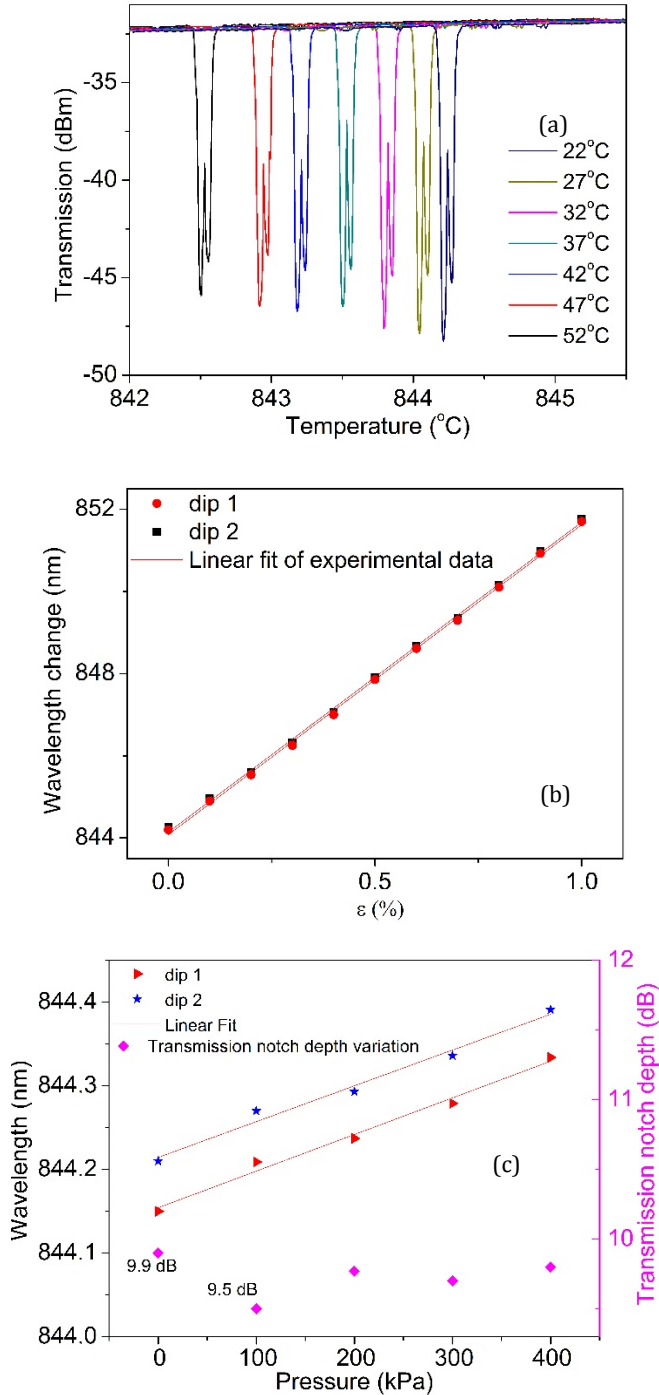 -35
-40
-45
-50
Transmission (dBm)
(a)
22°C
27°C
32°C
37°C
42°C
47°C
52°C
842 843 844 845
Temperature (°C)
852
848
844
Wavelength change (nm)
dip 1
dip 2
Linear fit of experimental data
(b)
0.0 0.5 1.0
ε (%)
844.4
844.3
844.2
844.1
844.0
Wavelength (nm)
dip 1
dip 2
Linear Fit
Transmission notch depth variation
(c)
9.9 dB
9.5 dB
12
11
10
Transmission notch depth (dB)
0 100 200 300 400
Pressure (kPa)